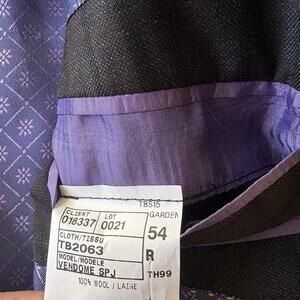 TBS15
CLIENT LOT GARDEN
018337 0021
CLOTH/TISSU 54
TB2063
MODEL/MODELE R
VENDOME SPJ TH99
100% WOOL / LAINE